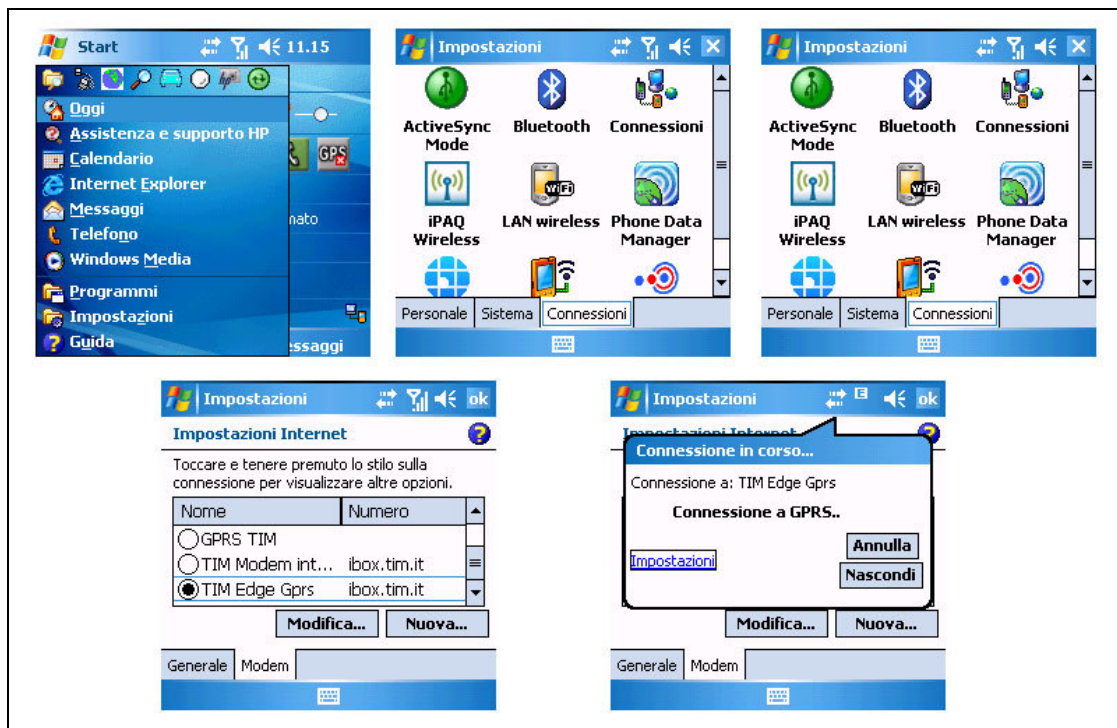 Start 11.15
Oggi
Assistenza e supporto HP
Calendario
Internet Explorer
Messaggi
Telefono
Windows Media
Programmi
Impostazioni
Guida
GPS
nato
essaggi
Impostazioni
ActiveSync Mode
Bluetooth
Connessioni
iPAQ Wireless
WiFi
LAN wireless
Phone Data Manager
Personale Sistema Connessioni
Impostazioni
ActiveSync Mode
Bluetooth
Connessioni
iPAQ Wireless
WiFi
LAN wireless
Phone Data Manager
Personale Sistema Connessioni
Impostazioni ok
Impostazioni Internet
Toccare e tenere premuto lo stilo sulla
connessione per visualizzare altre opzioni.
Nome Numero
GPRS TIM
TIM Modem int... ibox.tim.it
TIM Edge Gprs ibox.tim.it
Modifica... Nuova...
Generale Modem
Impostazioni E ok
Impostazioni Internet
Connessione in corso...
Connessione a: TIM Edge Gprs
Connessione a GPRS..
Annulla
Impostazioni
Nascondi
Modifica... Nuova...
Generale Modem